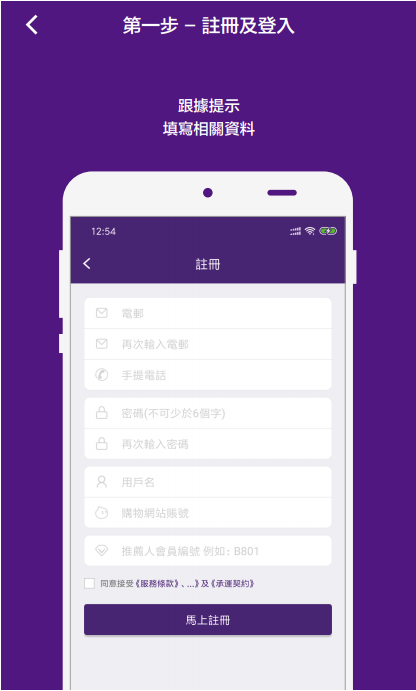 第一步 – 註冊及登入
跟據提示
填寫相關資料
12:54
註冊
電郵
再次輸入電郵
手提電話
密碼(不可少於6個字)
再次輸入密碼
用戶名
購物網站賬號
推薦人會員編號 例如：B801
同意接受《服務條款》、...》及《承運契約》
馬上註冊